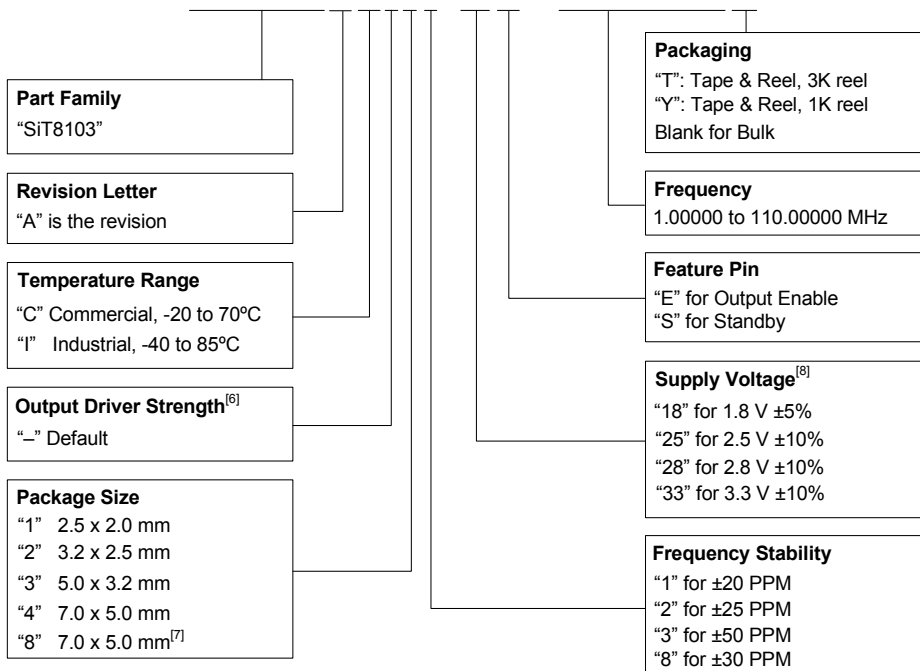 Part Family
“SiT8103”
Revision Letter
“A” is the revision
Temperature Range
“C” Commercial, -20 to 70ºC
“I” Industrial, -40 to 85ºC
Output Driver Strength[6]
“–” Default
Package Size
“1” 2.5 x 2.0 mm
“2” 3.2 x 2.5 mm
“3” 5.0 x 3.2 mm
“4” 7.0 x 5.0 mm
“8” 7.0 x 5.0 mm[7]
Packaging
“T”: Tape & Reel, 3K reel
“Y”: Tape & Reel, 1K reel
Blank for Bulk
Frequency
1.00000 to 110.00000 MHz
Feature Pin
“E” for Output Enable
“S” for Standby
Supply Voltage[8]
“18” for 1.8 V ±5%
“25” for 2.5 V ±10%
“28” for 2.8 V ±10%
“33” for 3.3 V ±10%
Frequency Stability
“1” for ±20 PPM
“2” for ±25 PPM
“3” for ±50 PPM
“8” for ±30 PPM